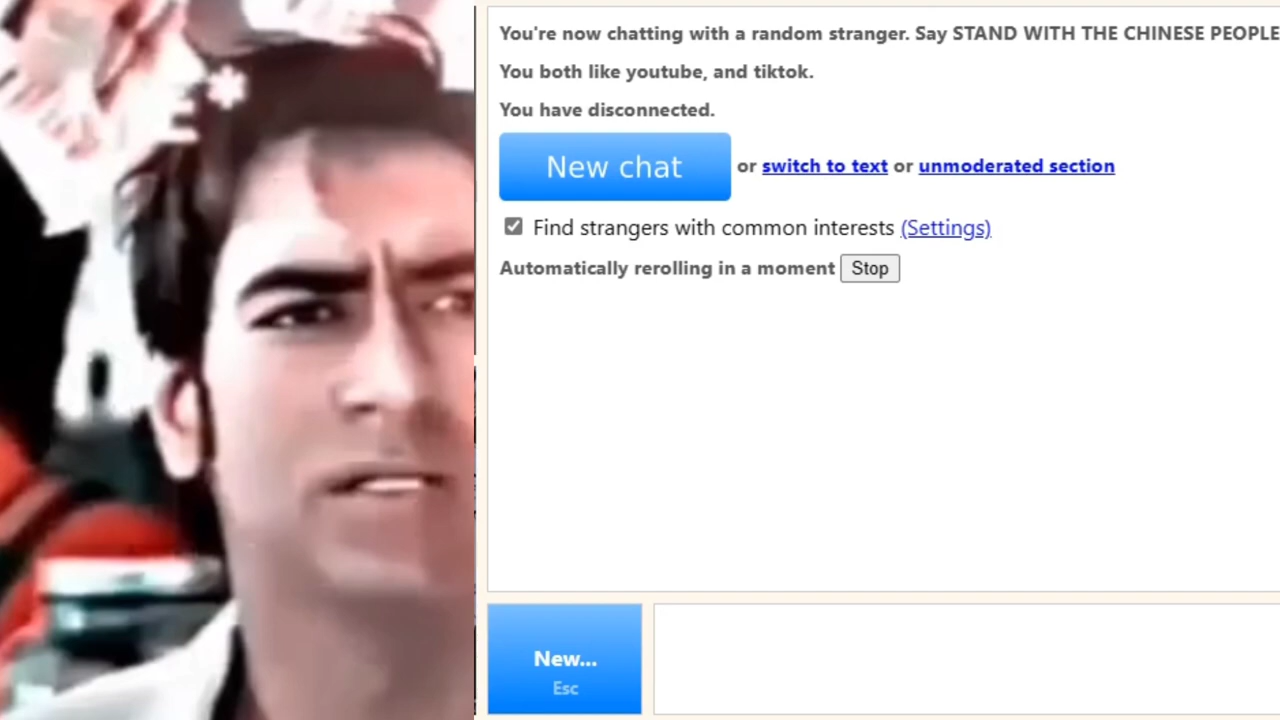 You're now chatting with a random stranger. Say STAND WITH THE CHINESE PEOPLE
You both like youtube, and tiktok.
You have disconnected.
New chat or switch to text or unmoderated section
Find strangers with common interests (Settings)
Automatically rerolling in a moment Stop
New...
Esc